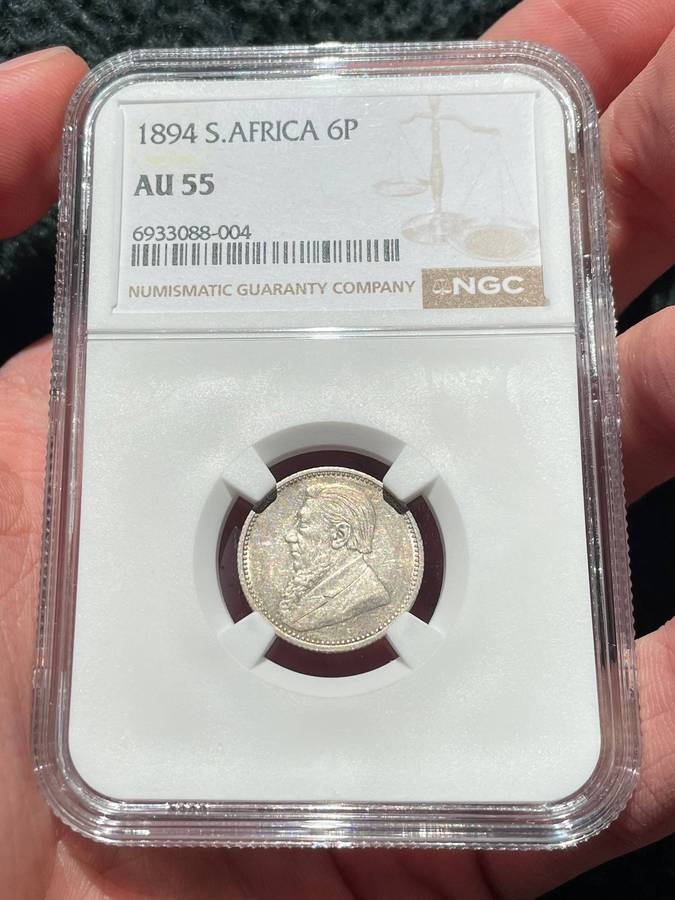 1894 S.AFRICA 6P
AU 55
6933088-004
NUMISMATIC GUARANTY COMPANY NGC